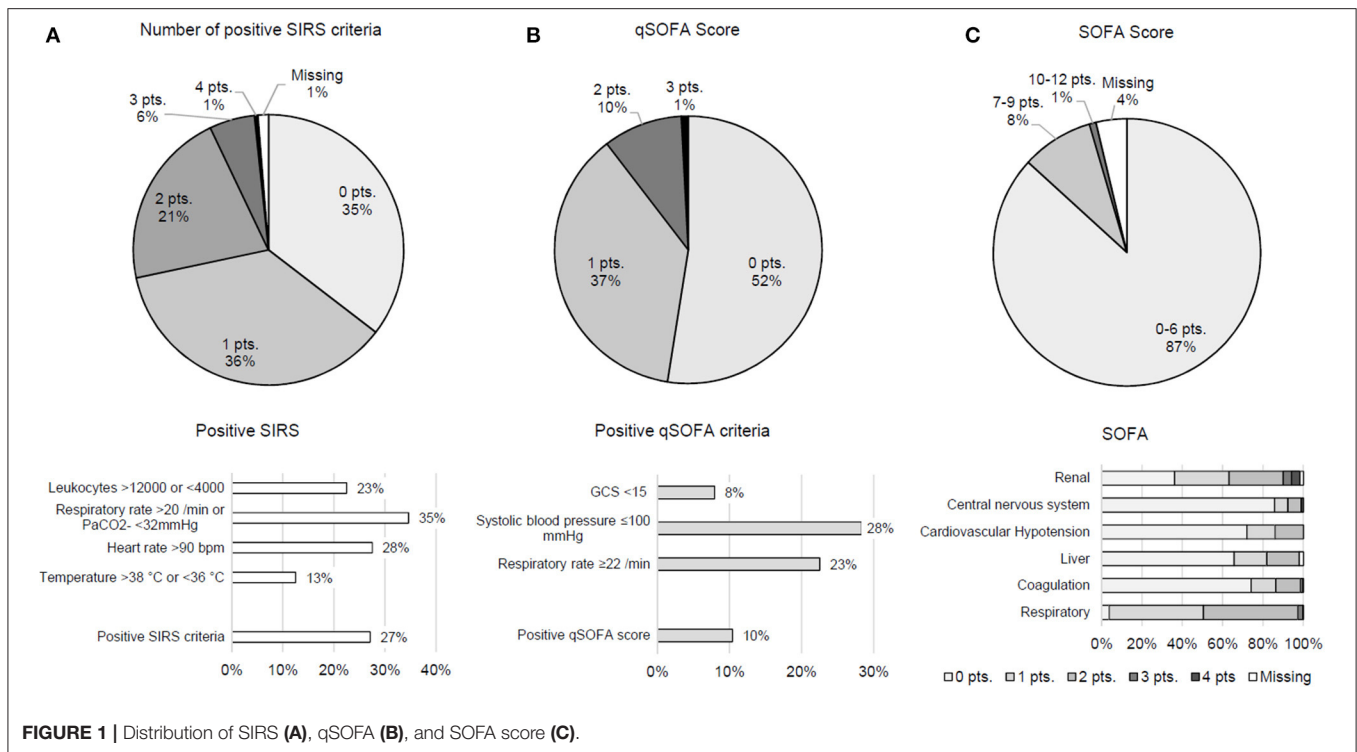 A
Number of positive SIRS criteria
Missing
1%
4 pts.
1%
3 pts.
6%
2 pts.
21%
0 pts.
35%
1 pts.
36%
Positive SIRS
Leukocytes >12000 or <4000
23%
Respiratory rate >20 /min or
PaCO2- <32mmHg
35%
Heart rate >90 bpm
28%
Temperature >38 °C or <36 °C
13%
Positive SIRS criteria
27%
0% 10% 20% 30% 40%
B
qSOFA Score
2 pts.
10%
3 pts.
1%
1 pts.
37%
0 pts.
52%
Positive qSOFA criteria
GCS <15
8%
Systolic blood pressure ≤100
mmHg
28%
Respiratory rate ≥22 /min
23%
Positive qSOFA score
10%
0% 10% 20% 30%
C
SOFA Score
10-12 pts.
1%
Missing
4%
7-9 pts.
8%
0-6 pts.
87%
SOFA
Renal
Central nervous system
Cardiovascular Hypotension
Liver
Coagulation
Respiratory
0% 20% 40% 60% 80% 100%
0 pts. 1 pts. 2 pts. 3 pts. 4 pts Missing
FIGURE 1 | Distribution of SIRS (A), qSOFA (B), and SOFA score (C).